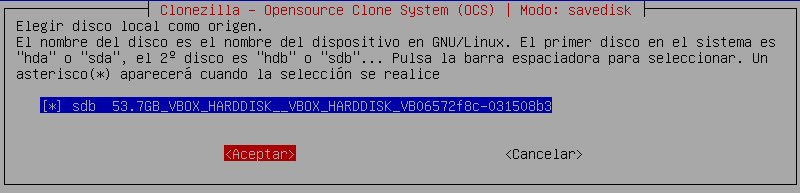 Clonezilla - Opensource Clone System (OCS) | Modo: savedisk
Elegir disco local como origen.
El nombre del disco es el nombre del dispositivo en GNU/Linux. El primer disco en el sistema es
"hda" o "sda", el 2º disco es "hdb" o "sdb"... Pulsa la barra espaciadora para seleccionar. Un
asterisco(*) aparecerá cuando la selección se realice
[*] sdb 53.7GB_VBOX_HARDDISK__VBOX_HARDDISK_VB06572f8c-031508b3
<Aceptar> <Cancelar>